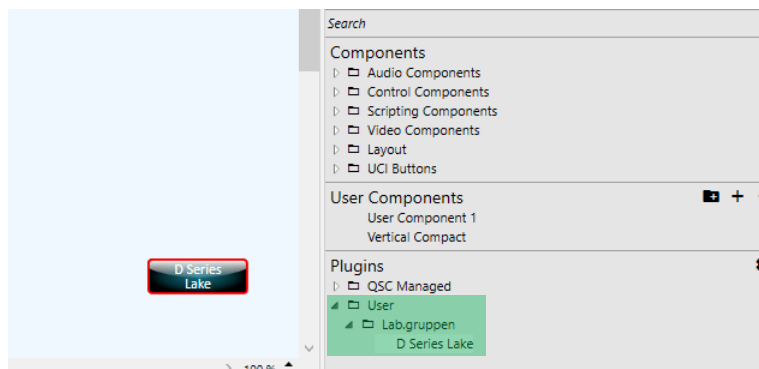 Search
Components
Audio Components
Control Components
Scripting Components
Video Components
Layout
UCI Buttons
User Components
User Component 1
Vertical Compact
D Series
Lake
Plugins
QSC Managed
User
Lab.gruppen
D Series Lake
100 %